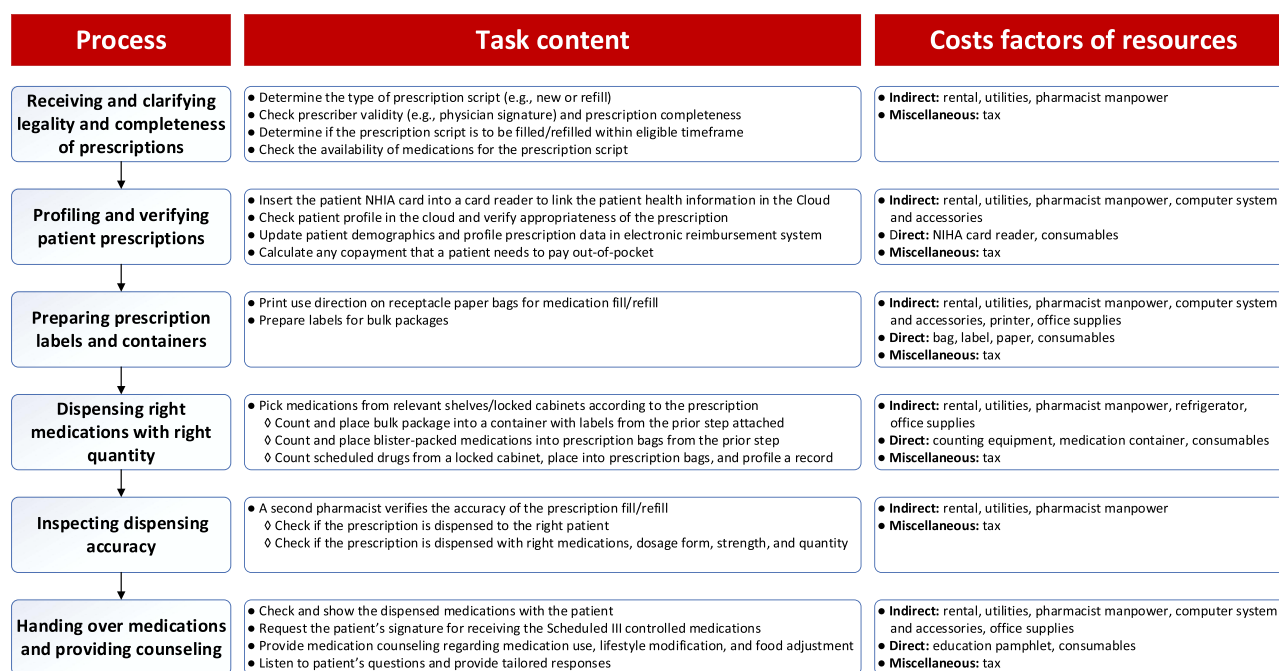 Process
Task content
Costs factors of resources
Receiving and clarifying
legality and completeness
of prescriptions
● Determine the type of prescription script (e.g., new or refill)
● Check prescriber validity (e.g., physician signature) and prescription completeness
● Determine if the prescription script is to be filled/refilled within eligible timeframe
● Check the availability of medications for the prescription script
● Indirect: rental, utilities, pharmacist manpower
● Miscellaneous: tax
Profiling and verifying
patient prescriptions
● Insert the patient NHIA card into a card reader to link the patient health information in the Cloud
● Check patient profile in the cloud and verify appropriateness of the prescription
● Update patient demographics and profile prescription data in electronic reimbursement system
● Calculate any copayment that a patient needs to pay out-of-pocket
● Indirect: rental, utilities, pharmacist manpower, computer system
and accessories
● Direct: NIHA card reader, consumables
● Miscellaneous: tax
Preparing prescription
labels and containers
● Print use direction on receptacle paper bags for medication fill/refill
● Prepare labels for bulk packages
● Indirect: rental, utilities, pharmacist manpower, computer system
and accessories, printer, office supplies
● Direct: bag, label, paper, consumables
● Miscellaneous: tax
Dispensing right
medications with right
quantity
● Pick medications from relevant shelves/locked cabinets according to the prescription
◊ Count and place bulk package into a container with labels from the prior step attached
◊ Count and place blister-packed medications into prescription bags from the prior step
◊ Count scheduled drugs from a locked cabinet, place into prescription bags, and profile a record
● Indirect: rental, utilities, pharmacist manpower, refrigerator,
office supplies
● Direct: counting equipment, medication container, consumables
● Miscellaneous: tax
Inspecting dispensing
accuracy
● A second pharmacist verifies the accuracy of the prescription fill/refill
◊ Check if the prescription is dispensed to the right patient
◊ Check if the prescription is dispensed with right medications, dosage form, strength, and quantity
● Indirect: rental, utilities, pharmacist manpower
● Miscellaneous: tax
Handing over medications
and providing counseling
● Check and show the dispensed medications with the patient
● Request the patient's signature for receiving the Scheduled III controlled medications
● Provide medication counseling regarding medication use, lifestyle modification, and food adjustment
● Listen to patient's questions and provide tailored responses
● Indirect: rental, utilities, pharmacist manpower, computer system
and accessories, office supplies
● Direct: education pamphlet, consumables
● Miscellaneous: tax